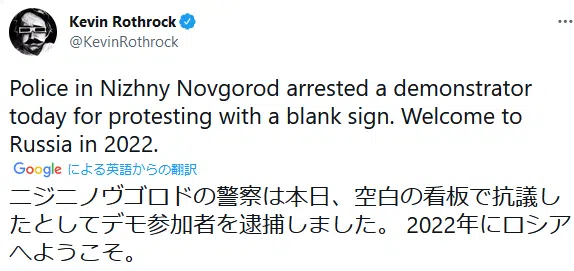 Kevin Rothrock
@KevinRothrock
Police in Nizhny Novgorod arrested a demonstrator
today for protesting with a blank sign. Welcome to
Russia in 2022.
Google による英語からの翻訳
ニジニノヴゴロドの警察は本日、空白の看板で抗議し
たとしてデモ参加者を逮捕しました。 2022年にロシア
へようこそ。